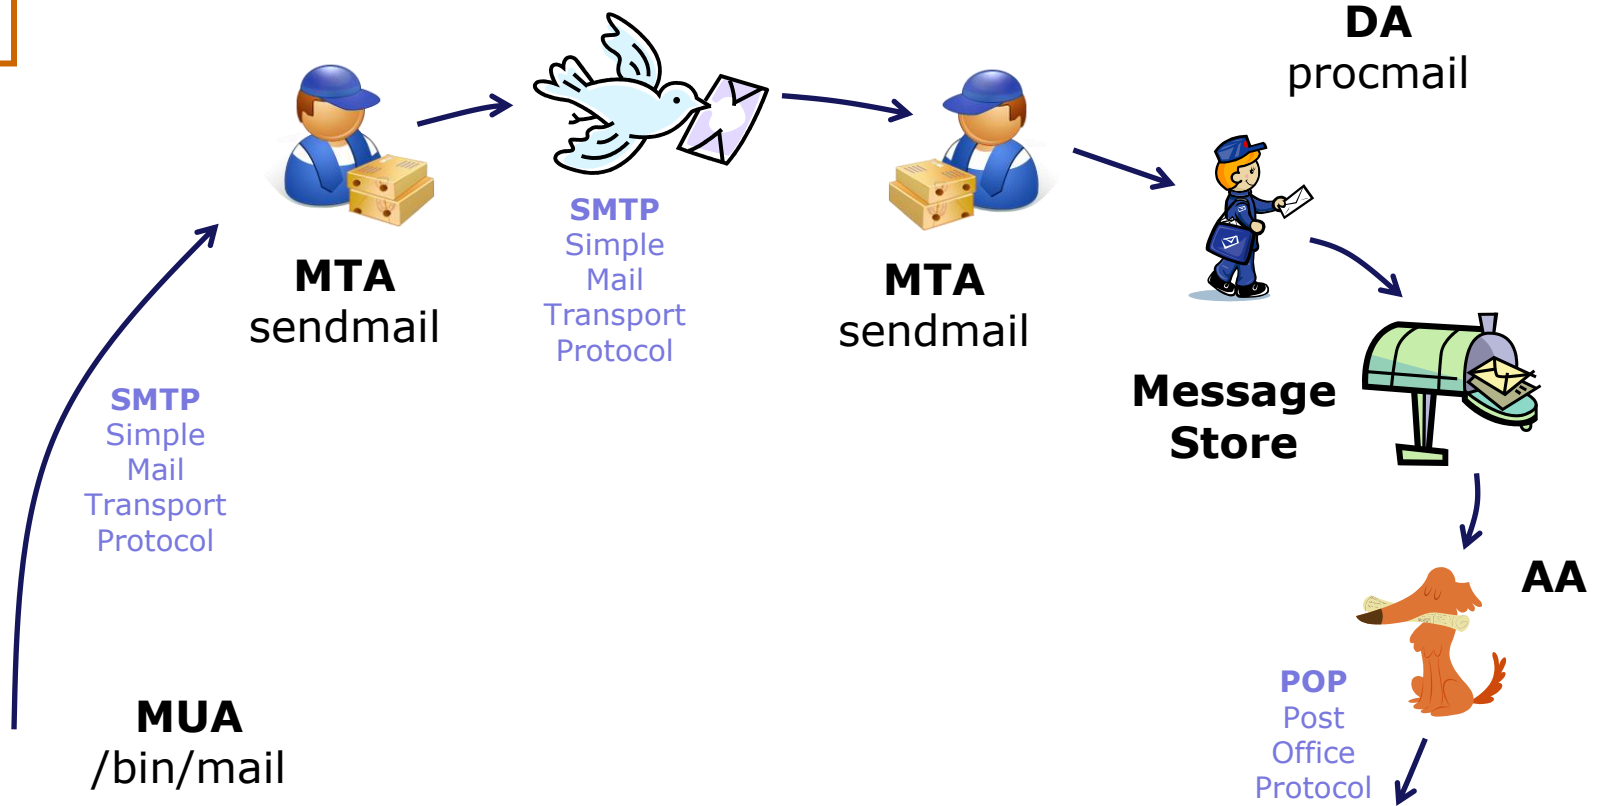 DA
procmail
SMTP
Simple
Mail
Transport
Protocol
MTA
sendmail
MTA
sendmail
Message
Store
SMTP
Simple
Mail
Transport
Protocol
AA
POP
Post
Office
Protocol
MUA
/bin/mail